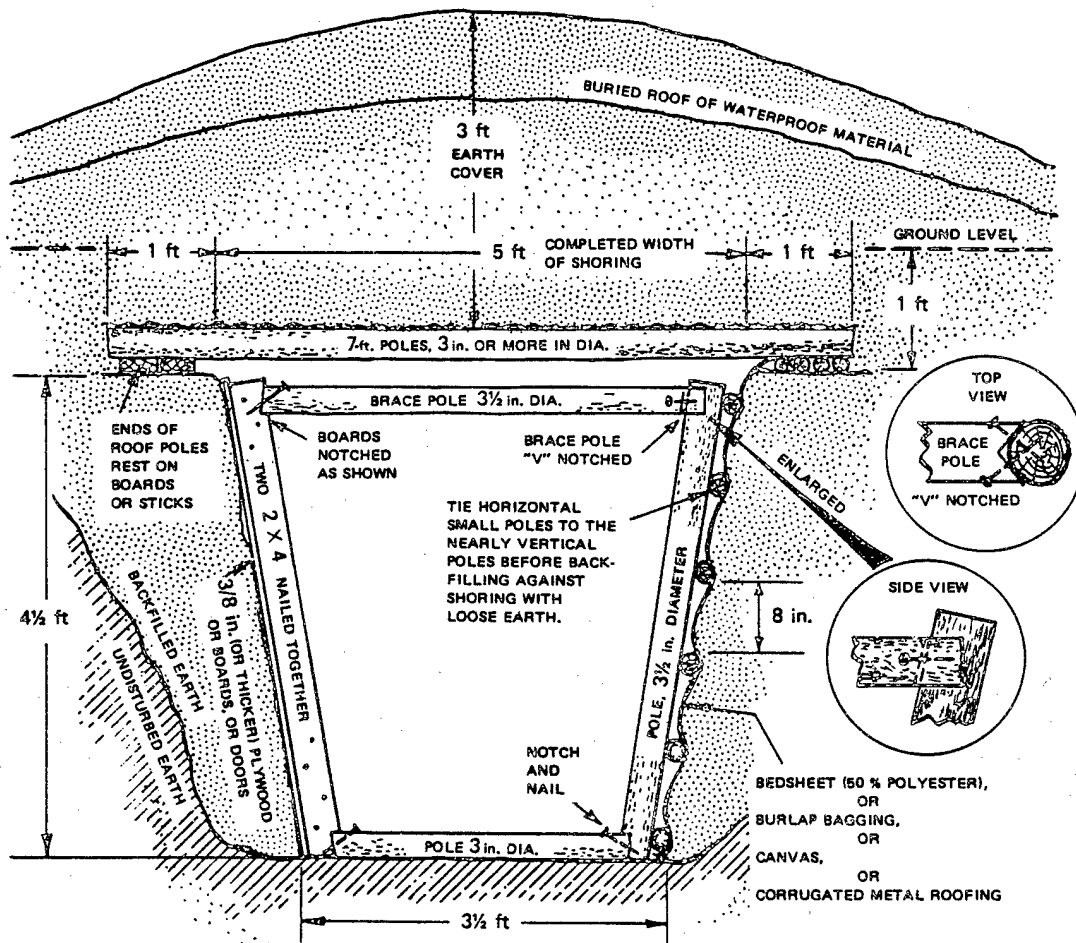 BURIED ROOF OF WATERPROOF MATERIAL
3 ft
EARTH
COVER
GROUND LEVEL
1 ft
5 ft
COMPLETED WIDTH
OF SHORING
1 ft
1 ft
7-ft. POLES, 3 in. OR MORE IN DIA.
BRACE POLE 3½ in. DIA.
ENDS OF
ROOF POLES
REST ON
BOARDS
OR STICKS
BOARDS
NOTCHED
AS SHOWN
BRACE POLE
"V" NOTCHED
ENLARGED
TOP
VIEW
BRACE
POLE
"V" NOTCHED
TWO 2 X 4 NAILED TOGETHER
TIE HORIZONTAL
SMALL POLES TO THE
NEARLY VERTICAL
POLES BEFORE BACK-
FILLING AGAINST
SHORING WITH
LOOSE EARTH.
SIDE VIEW
4½ ft
BACKFILLED EARTH
UNDISTURBED EARTH
3/8 in. (OR THICKER) PLYWOOD
OR BOARDS, OR DOORS
POLE, 3½ in. DIAMETER
8 in.
NOTCH
AND
NAIL
BEDSHEET (50 % POLYESTER),
OR
BURLAP BAGGING,
OR
CANVAS,
OR
CORRUGATED METAL ROOFING
POLE 3 in. DIA.
3½ ft